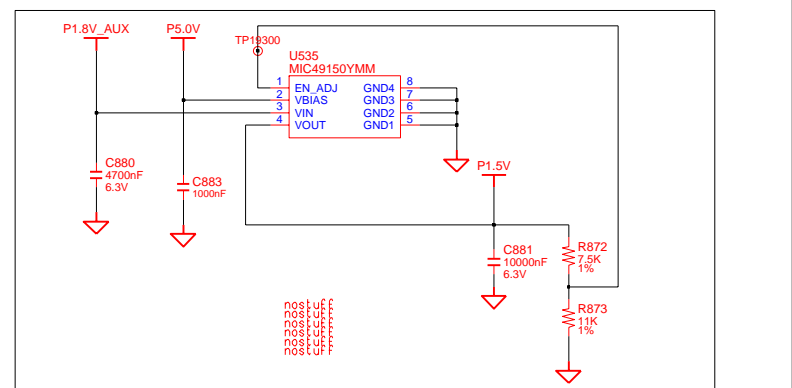 P1.8V_AUX
P5.0V
TP19300
U535
MIC49150YMM
1 EN_ADJ GND4 8
2 VBIAS GND3 7
3 VIN GND2 6
4 VOUT GND1 5
C880
4700nF
6.3V
C883
1000nF
P1.5V
C881
10000nF
6.3V
R872
7.5K
1%
R873
11K
1%
nostuff
nostuff
nostuff
nostuff
nostuff
nostuff